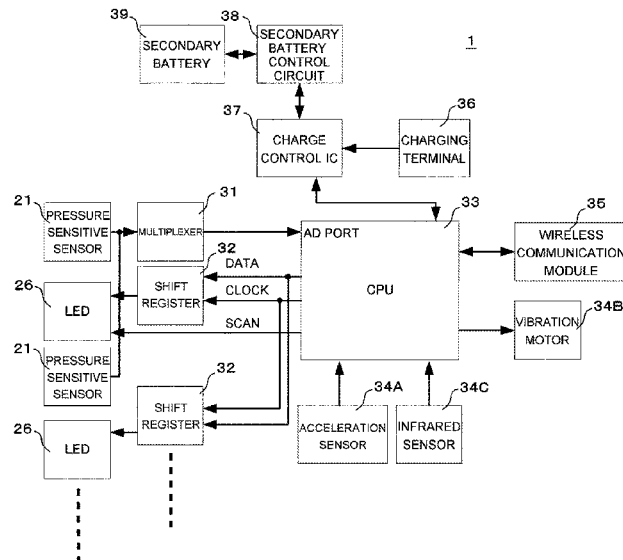 39
SECONDARY
BATTERY
38
SECONDARY
BATTERY
CONTROL
CIRCUIT
1
37
CHARGE
CONTROL IC
36
CHARGING
TERMINAL
21
PRESSURE
SENSITIVE
SENSOR
31
MULTIPLEXER
33
AD PORT
CPU
35
WIRELESS
COMMUNICATION
MODULE
32
DATA
SHIFT
REGISTER
CLOCK
26
LED
SCAN
34B
VIBRATION
MOTOR
21
PRESSURE
SENSITIVE
SENSOR
32
SHIFT
REGISTER
34A
ACCELERATION
SENSOR
34C
INFRARED
SENSOR
26
LED